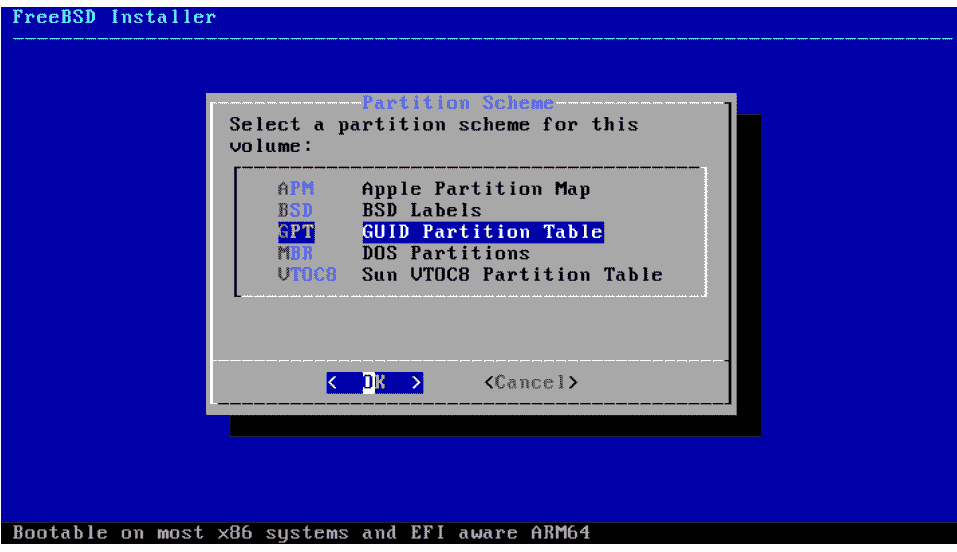 FreeBSD Installer
Partition Scheme
Select a partition scheme for this
volume:
APM Apple Partition Map
BSD BSD Labels
GPT GUID Partition Table
MBR DOS Partitions
VTOC8 Sun VTOC8 Partition Table
< OK > <Cancel>
Bootable on most x86 systems and EFI aware ARM64